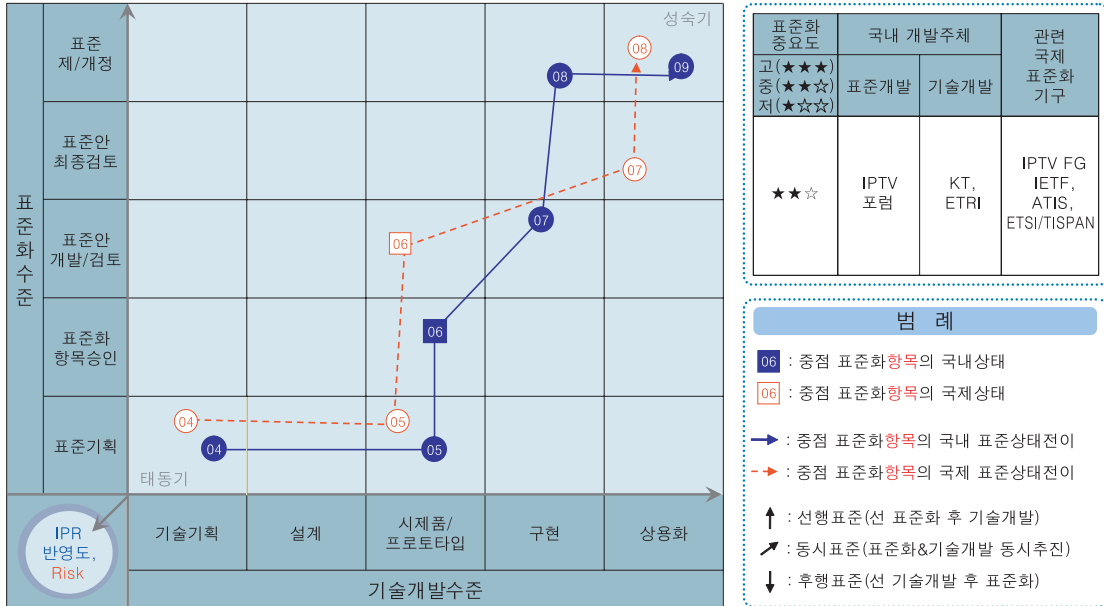 표준화수준
표준
제/개정
표준안
최종검토
표준안
개발/검토
표준화
항목승인
표준기획
성숙기
08
09
08
07
07
06
06
04
05
04
05
태동기
IPR
반영도,
Risk
기술기획
설계
시제품/
프로토타입
구현
상용화
기술개발수준
표준화
중요도
국내 개발주체
관련
국제
표준화
기구
고(★★★)
중(★★☆)
저(★☆☆)
표준개발
기술개발
★★☆
IPTV
포럼
KT,
ETRI
IPTV FG
IETF,
ATIS,
ETSI/TISPAN
범 례
06 : 중점 표준화항목의 국내상태
06 : 중점 표준화항목의 국제상태
: 중점 표준화항목의 국내 표준상태전이
: 중점 표준화항목의 국제 표준상태전이
: 선행표준(선 표준화 후 기술개발)
: 동시표준(표준화&기술개발 동시추진)
: 후행표준(선 기술개발 후 표준화)